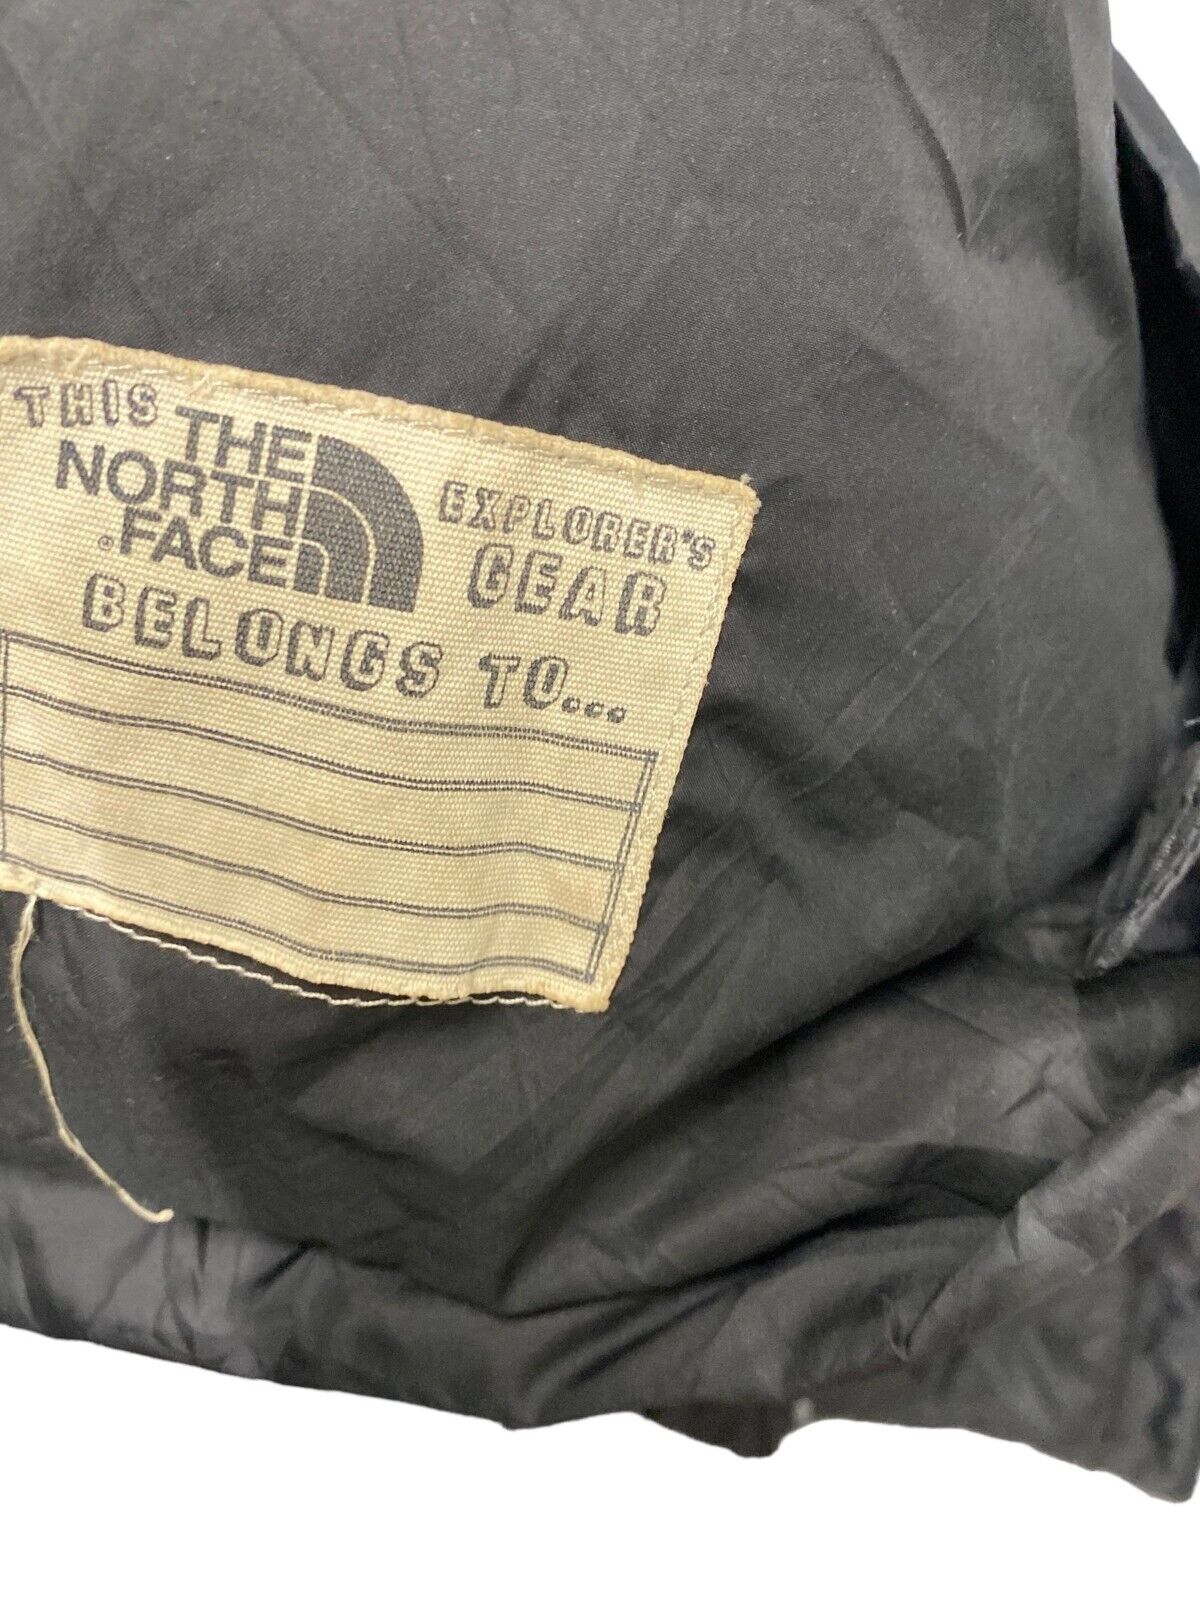 THIS THE NORTH FACE EXPLORER'S
GEAR
BELONGS TO...